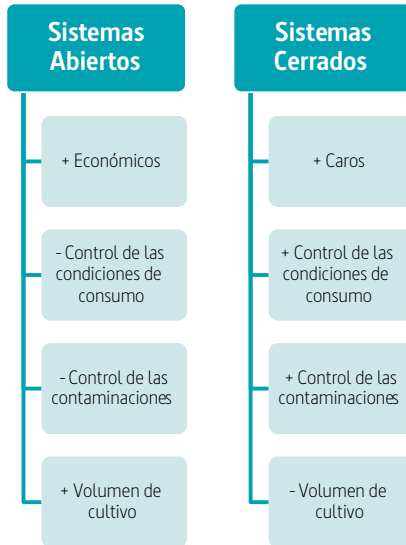 Sistemas
Abiertos
+ Económicos
- Control de las
condiciones de
consumo
- Control de las
contaminaciones
+ Volumen de
cultivo
Sistemas
Cerrados
+ Caros
+ Control de las
condiciones de
consumo
+ Control de las
contaminaciones
- Volumen de
cultivo